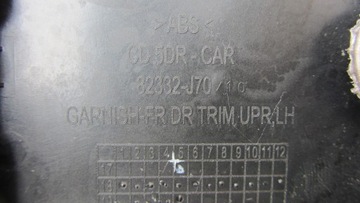 >ABS<
GD 5DR-CAR
82332-J70
GARNISH-FR DR TRIM UPR,LH
1 2 3 4 5 6 7 8 9 10 11 12